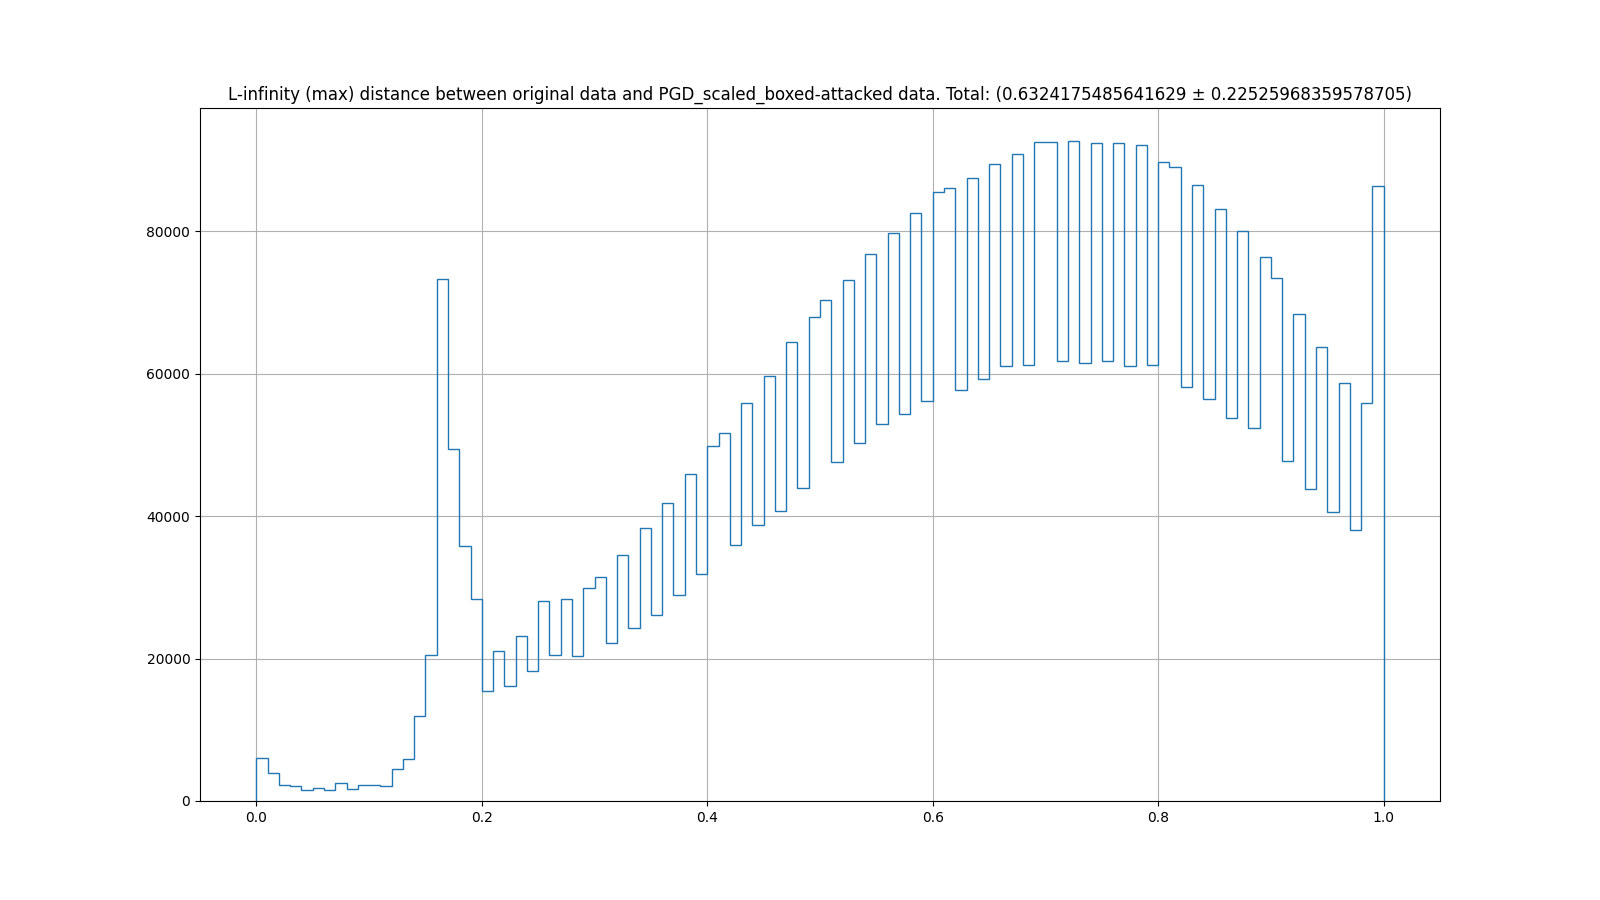 L-infinity (max) distance between original data and PGD_scaled_boxed-attacked data. Total: (0.6324175485641629 ± 0.22525968359578705)
80000
60000
40000
20000
0
0.0 0.2 0.4 0.6 0.8 1.0